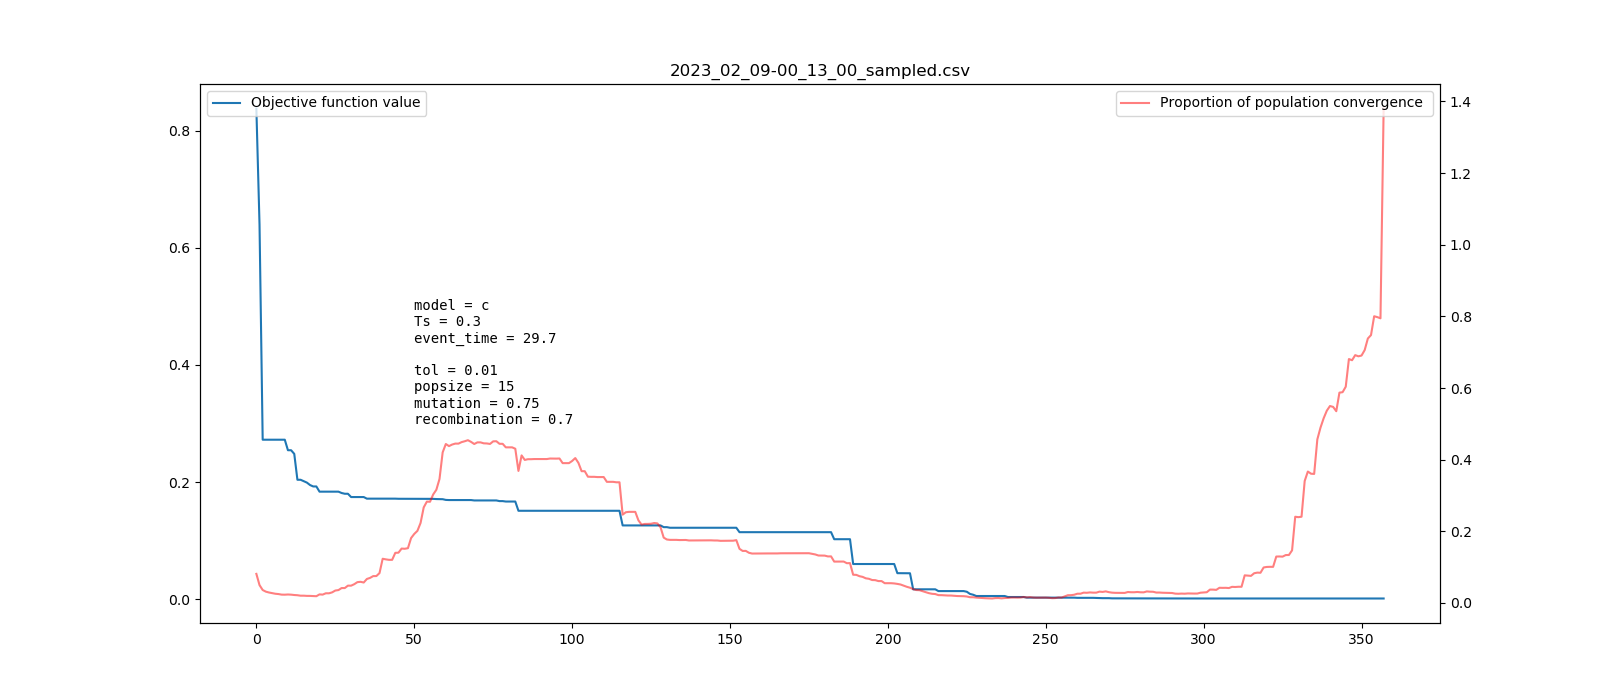 2023_02_09-00_13_00_sampled.csv
Objective function value
Proportion of population convergence
0.8
0.6
0.4
0.2
0.0
model = c
Ts = 0.3
event_time = 29.7
tol = 0.01
popsize = 15
mutation = 0.75
recombination = 0.7
1.4
1.2
1.0
0.8
0.6
0.4
0.2
0.0
0 50 100 150 200 250 300 350